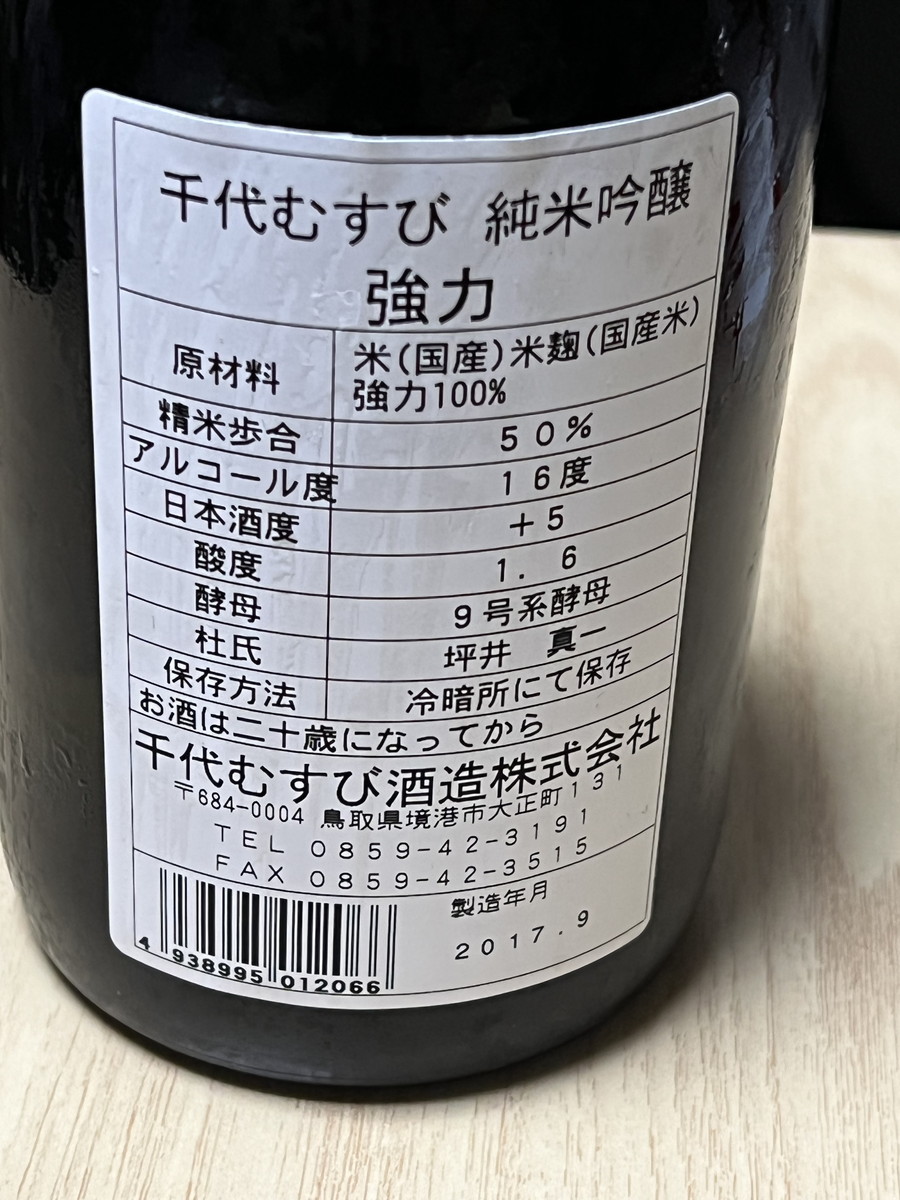 千代むすび 純米吟醸
強力
原材料 米(国産)米麹(国産米)
強力100%
精米歩合 50%
アルコール度 16度
日本酒度 +5
酸度 1.6
酵母 9号系酵母
杜氏 坪井 真一
保存方法 冷暗所にて保存
お酒は二十歳になってから
千代むすび酒造株式会社
〒684-0004 鳥取県境港市大正町131
TEL 0859-42-3191
FAX 0859-42-3515
製造年月
2017.9
4 938995 012066